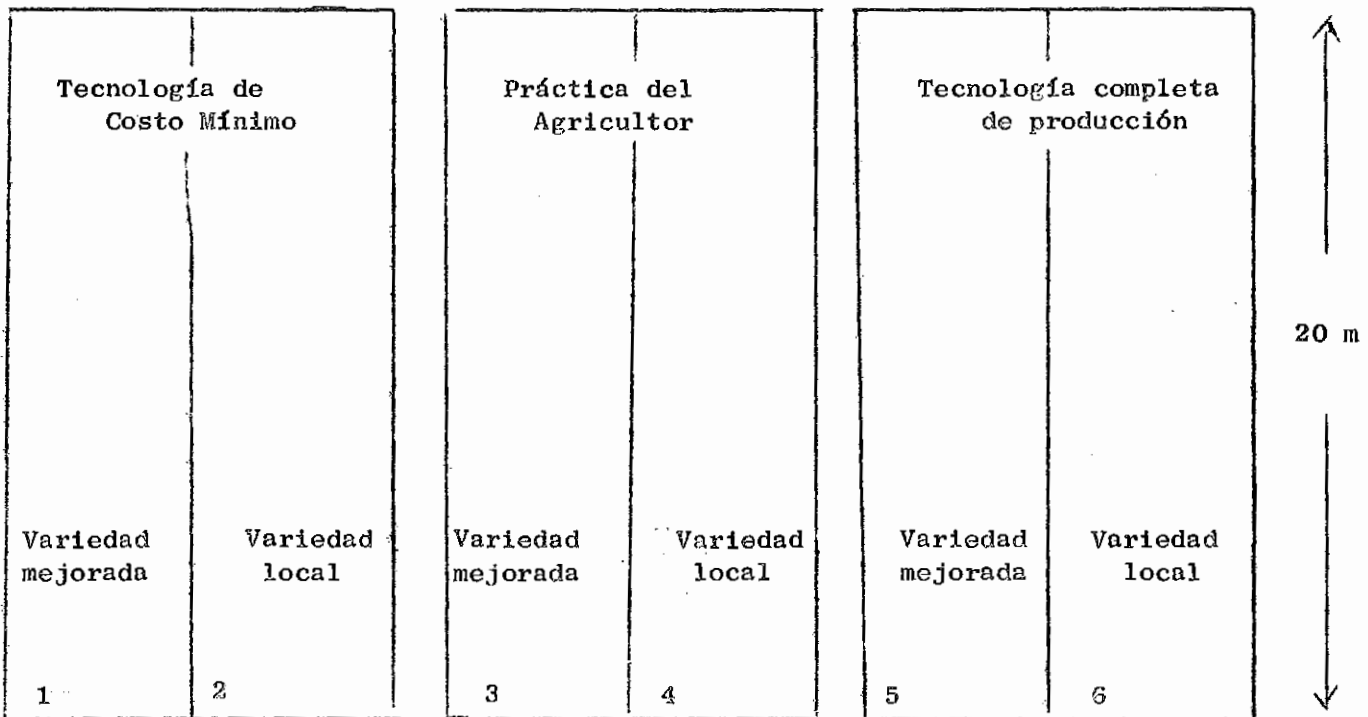 Tecnología de
Costo Mínimo
Práctica del
Agricultor
Tecnología completa
de producción
20 m
Variedad
mejorada
Variedad
local
Variedad
mejorada
Variedad
local
Variedad
mejorada
Variedad
local
1
2
3
4
5
6